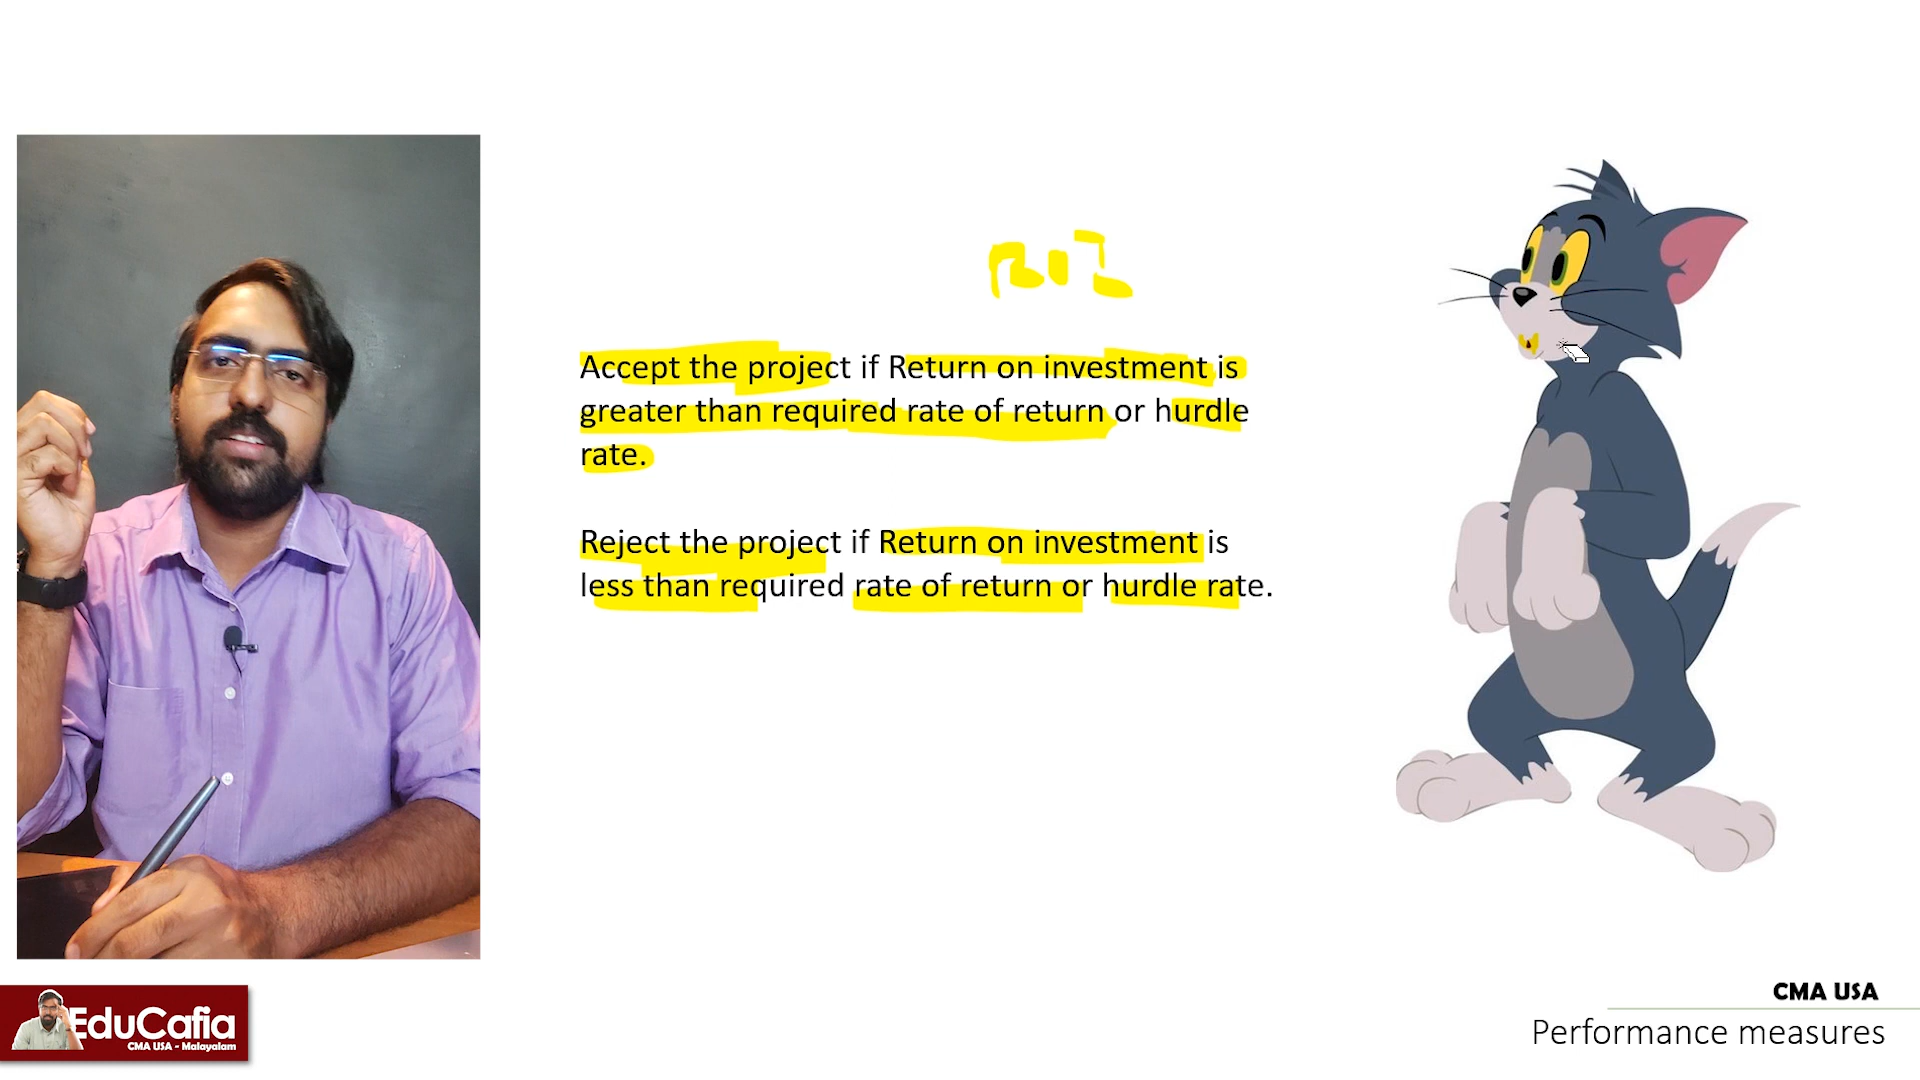 ROI
Accept the project if Return on investment is
greater than required rate of return or hurdle
rate.
Reject the project if Return on investment is
less than required rate of return or hurdle rate.
EduCafia
CMA USA - Malayalam
CMA USA
Performance measures